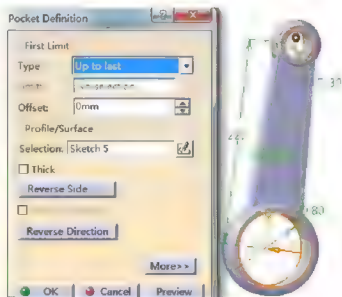 Pocket Definition
First Limit
Type Up to last
Offset: 0mm
Profile/Surface
Selection: Sketch 5
Thick
Reverse Side
Reverse Direction
More>>
OK Cancel Preview
80